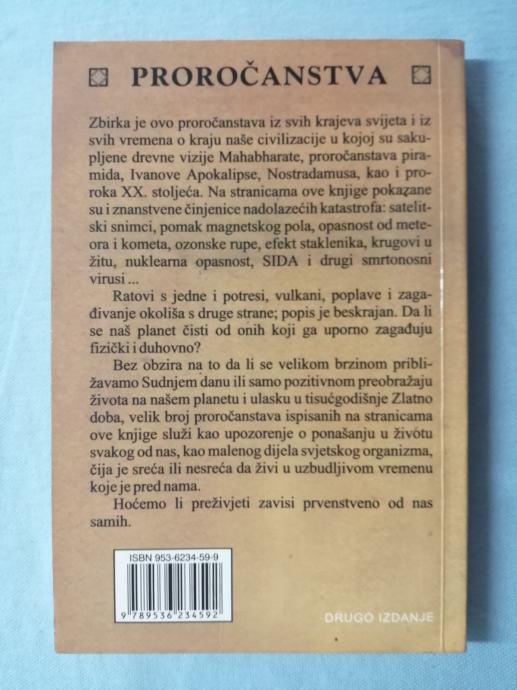 PROROČANSTVA
Zbirka je ovo proročanstava iz svih krajeva svijeta i iz
svih vremena o kraju naše civilizacije u kojoj su saku-
pljene drevne vizije Mahabharate, proročanstava pira-
mida, Ivanove Apokalipse, Nostradamusa, kao i pro-
roka XX. stoljeća. Na stranicama ove knjige pokazane
su i znanstvene činjenice nadolazećih katastrofa: satelit-
ski snimci, pomak magnetskog pola, opasnost od mete-
ora i kometa, ozonske rupe, efekt staklenika, krugovi u
žitu, nuklearna opasnost, SIDA i drugi smrtonosni
virusi ...
Ratovi s jedne i potresi, vulkani, poplave i zaga-
đivanje okoliša s druge strane; popis je beskrajan. Da li
se naš planet čisti od onih koji ga uporno zagađuju
fizički i duhovno?
Bez obzira na to da li se velikom brzinom pribli-
žavamo Sudnjem danu ili samo pozitivnom preobražaju
života na našem planetu i ulasku u tisućgodišnje Zlatno
doba, velik broj proročanstava ispisanih na stranicama
ove knjige služi kao upozorenje o ponašanju u životu
svakog od nas, kao malenog dijela svjetskog organizma,
čija je sreća ili nesreća da živi u uzbudljivom vremenu
koje je pred nama.
Hoćemo li preživjeti zavisi prvenstveno od nas
samih.
ISBN 953-6234-59-9
9 789536 234592
DRUGO IZDANJE